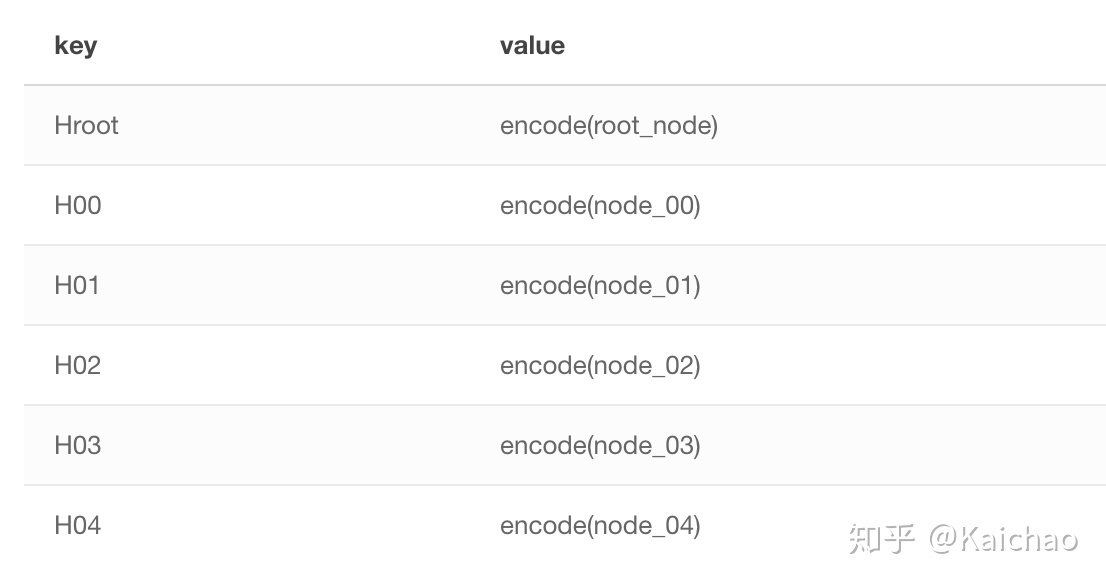 key value
Hroot encode(root_node)
H00 encode(node_00)
H01 encode(node_01)
H02 encode(node_02)
H03 encode(node_03)
H04 encode(node_04)
知乎 @Kaichao